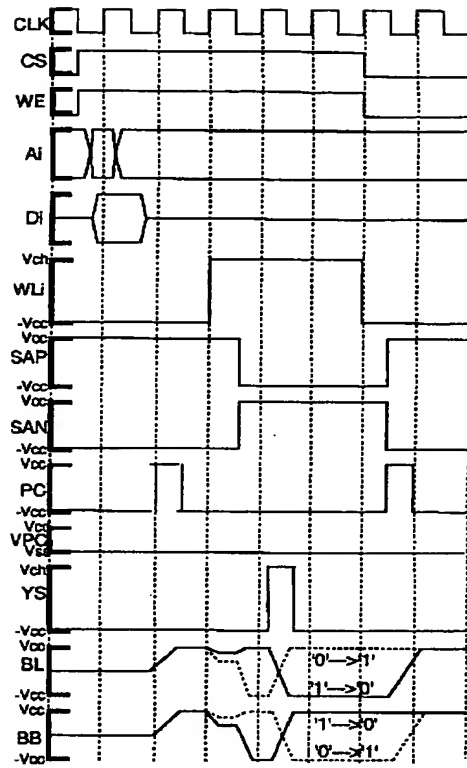 CLK
CS
WE
Ai
Di
Vch
WLi
-Vcc
Vcc
SAP
-Vcc
Vcc
SAN
-Vcc
Vcc
PC
-Vcc
Vcc
VPC
Vss
Vch
YS
-Vcc
Vcc
BL
'0'→'1'
'1'→'0'
-Vcc
Vcc
BB
'1'→'0'
'0'→'1'
-Vcc